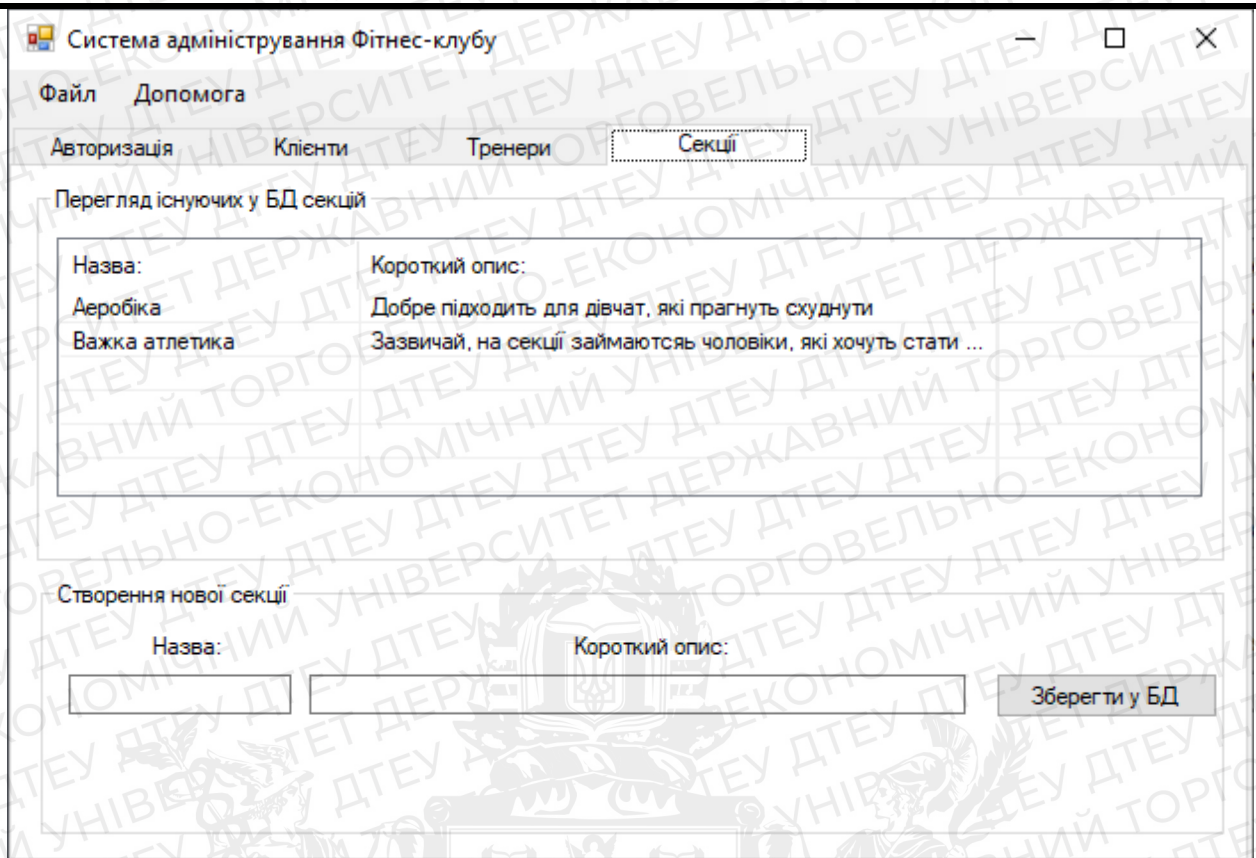 Система адміністрування Фітнес-клубу
Файл Допомога
Авторизація Клієнти Тренери Секції
Перегляд існуючих у БД секцій
Назва: Короткий опис:
Аеробіка Добре підходить для дівчат, які прагнуть схуднути
Важка атлетика Зазвичай, на секції займаютсяь чоловіки, які хочуть стати ...
Створення нової секції
Назва: Короткий опис:
Зберегти у БД